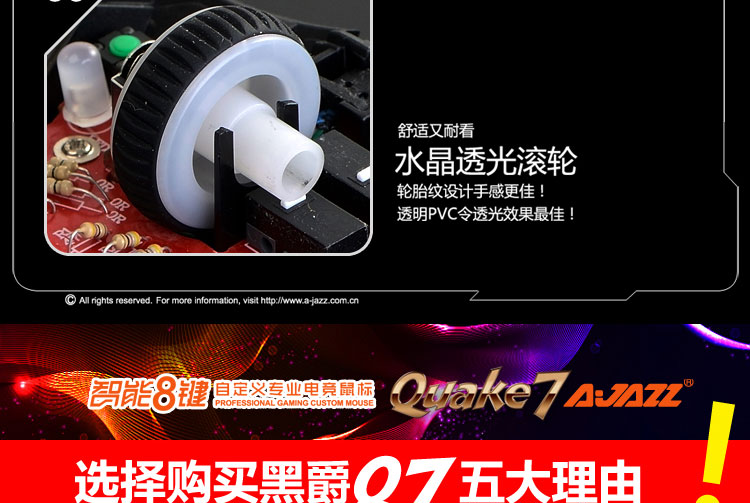 舒适又耐看
水晶透光滚轮
轮胎纹设计手感更佳！
透明PVC令透光效果最佳！
© All rights reserved. For more information, visit http://www.a-jazz.com.cn
智能8键 自定义专业电竞鼠标
PROFESSIONAL GAMING CUSTOM MOUSE
Quake7 A-JAZZ®
选择购买黑爵Q7五大理由！